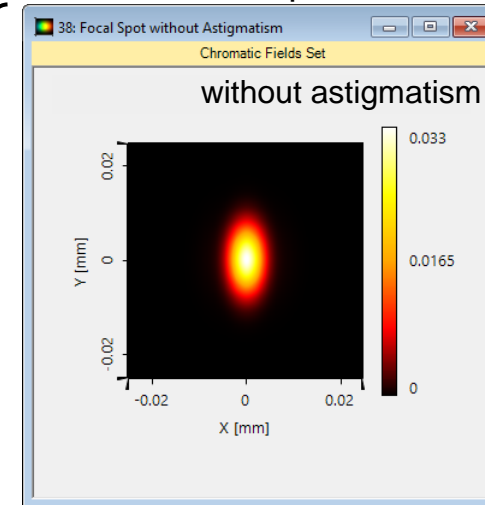 38: Focal Spot without Astigmatism
Chromatic Fields Set
without astigmatism
0.033
0.0165
0
Y [mm]
0.02
0
-0.02
-0.02 0 0.02
X [mm]